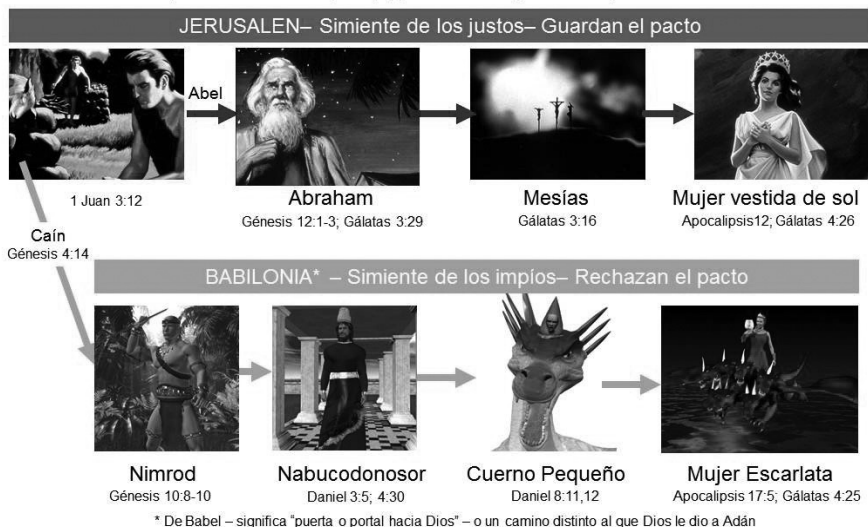 JERUSALEN– Simiente de los justos– Guardan el pacto
Abel
1 Juan 3:12
Abraham
Génesis 12:1-3; Gálatas 3:29
Mesías
Gálatas 3:16
Mujer vestida de sol
Apocalipsis12; Gálatas 4:26
Caín
Génesis 4:14
BABILONIA* – Simiente de los impíos– Rechazan el pacto
Nimrod
Génesis 10:8-10
Nabucodonosor
Daniel 3:5; 4:30
Cuerno Pequeño
Daniel 8:11,12
Mujer Escarlata
Apocalipsis 17:5; Gálatas 4:25
* De Babel – significa “puerta o portal hacia Dios” – o un camino distinto al que Dios le dio a Adán